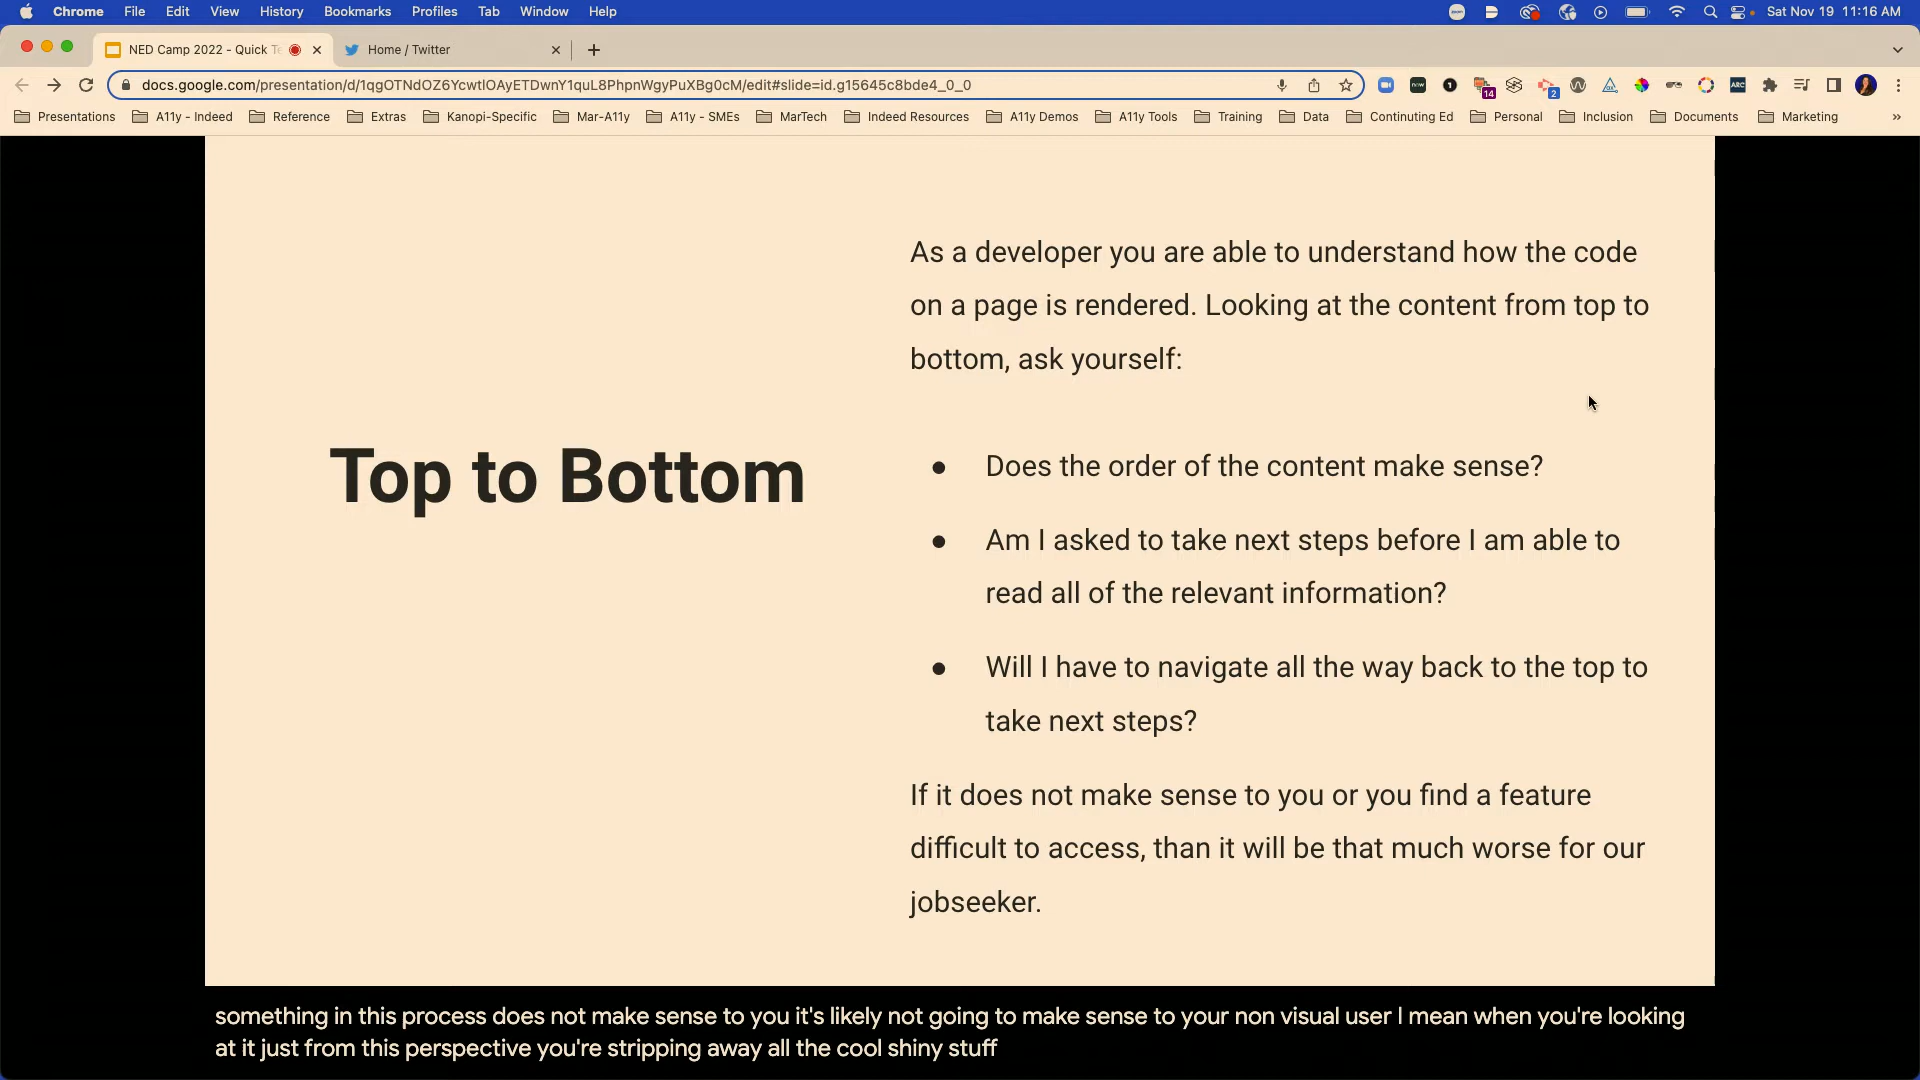 Chrome File Edit View History Bookmarks Profiles Tab Window Help Sat Nov 19 11:16 AM
NED Camp 2022 - Quick Home / Twitter
docs.google.com/presentation/d/1qgOTNdOZ6YcwtlOAyETDwnY1quL8PhpnWgyPuXBg0cM/edit#slide=id.g15645c8bde4_0_0 14 2 ARC
Presentations A11y - Indeed Reference Extras Kanopi-Specific Mar-A11y A11y - SMEs MarTech Indeed Resources A11y Demos A11y Tools Training Data Continuting Ed Personal Inclusion Documents Marketing »
Top to Bottom
As a developer you are able to understand how the code
on a page is rendered. Looking at the content from top to
bottom, ask yourself:
● Does the order of the content make sense?
● Am I asked to take next steps before I am able to
read all of the relevant information?
● Will I have to navigate all the way back to the top to
take next steps?
If it does not make sense to you or you find a feature
difficult to access, than it will be that much worse for our
jobseeker.
something in this process does not make sense to you it's likely not going to make sense to your non visual user I mean when you're looking
at it just from this perspective you're stripping away all the cool shiny stuff